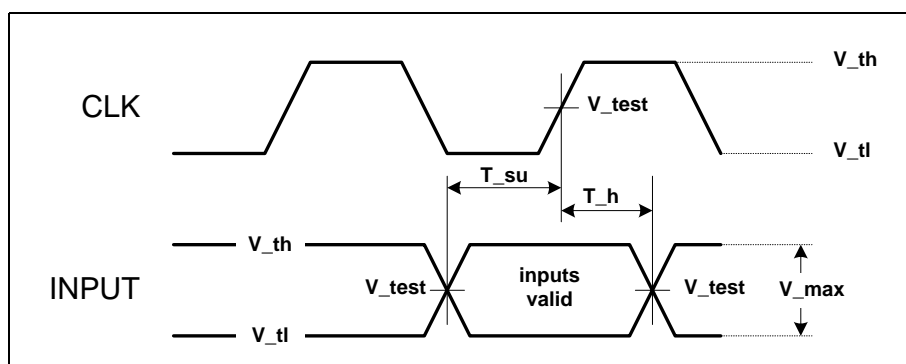 V_th
CLK
V_test
V_tl
T_su
T_h
V_th
INPUT
V_test
inputs
valid
V_test
V_max
V_tl